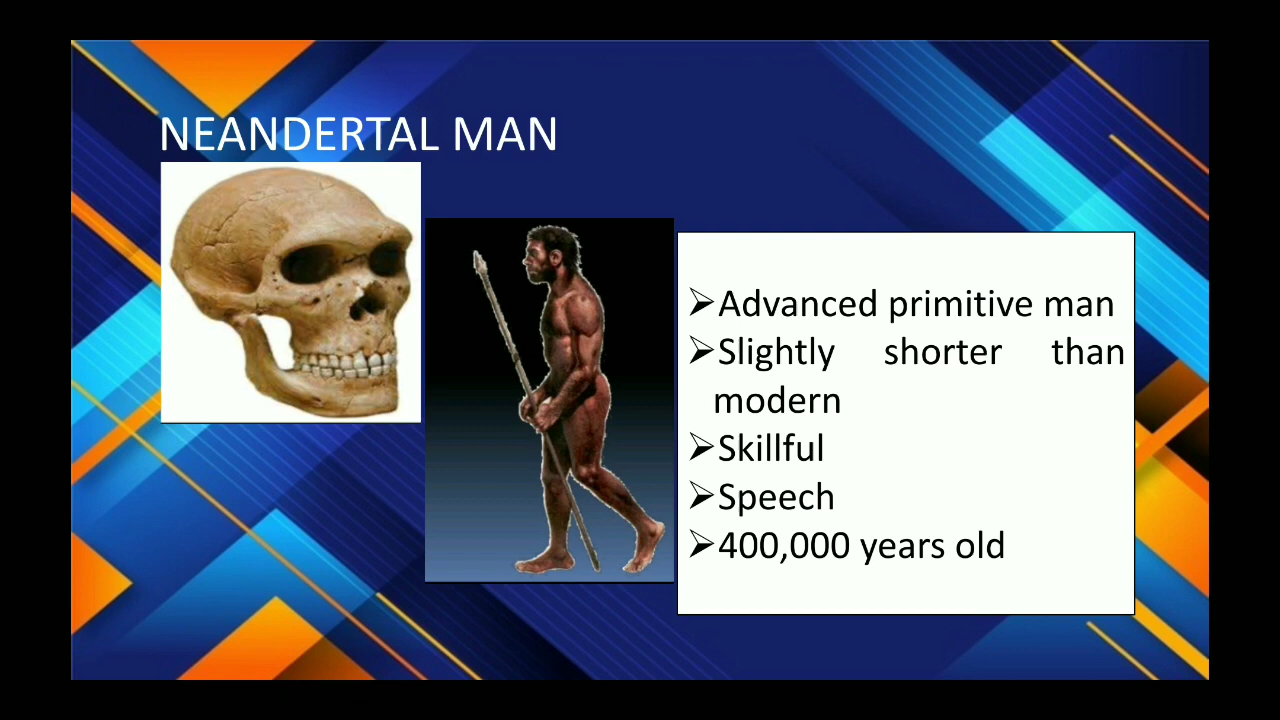 NEANDERTAL MAN
➢Advanced primitive man
➢Slightly shorter than
modern
➢Skillful
➢Speech
➢400,000 years old